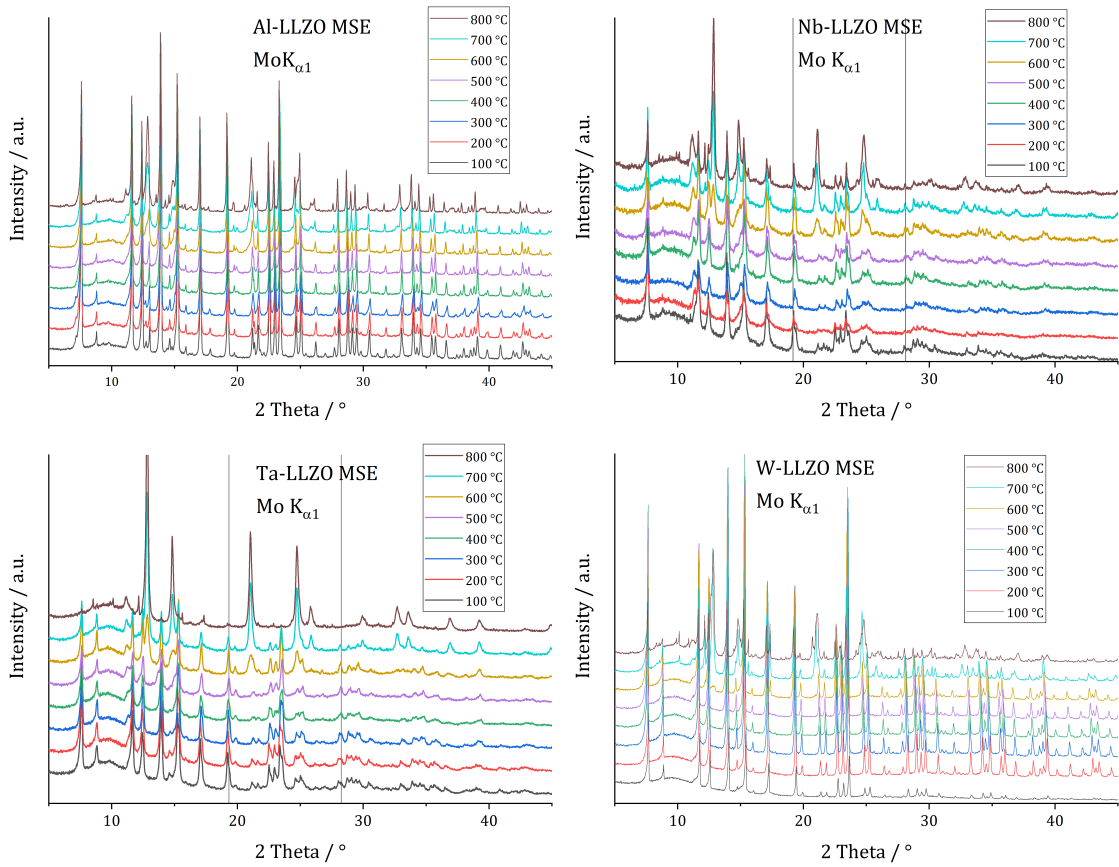 Al-LLZO MSE
MoKα1
800 °C
700 °C
600 °C
500 °C
400 °C
300 °C
200 °C
100 °C
Intensity / a.u.
10
20
30
40
2 Theta / °
Nb-LLZO MSE
Mo Kα1
800 °C
700 °C
600 °C
500 °C
400 °C
300 °C
200 °C
100 °C
Intensity / a.u.
10
20
30
40
2 Theta / °
Ta-LLZO MSE
Mo Kα1
800 °C
700 °C
600 °C
500 °C
400 °C
300 °C
200 °C
100 °C
Intensity / a.u.
10
20
30
40
2 Theta / °
W-LLZO MSE
Mo Kα1
800 °C
700 °C
600 °C
500 °C
400 °C
300 °C
200 °C
100 °C
Intensity / a.u.
10
20
30
40
2 Theta / °